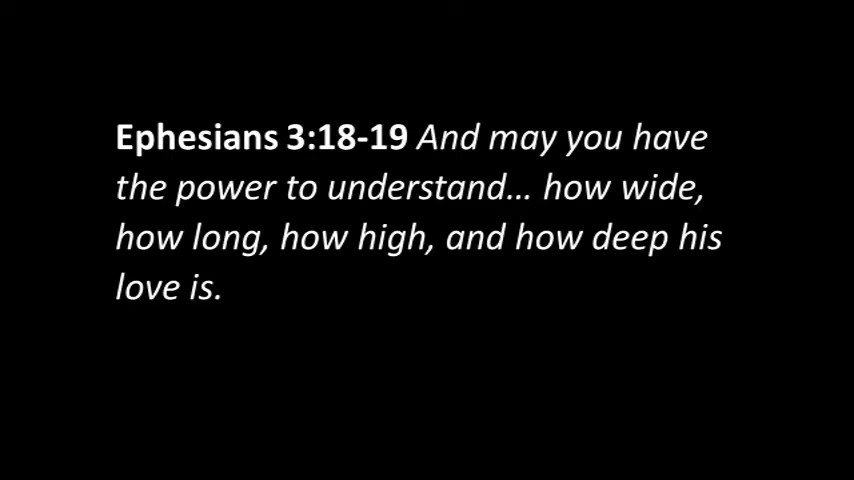 Ephesians 3:18-19 And may you have
the power to understand… how wide,
how long, how high, and how deep his
love is.